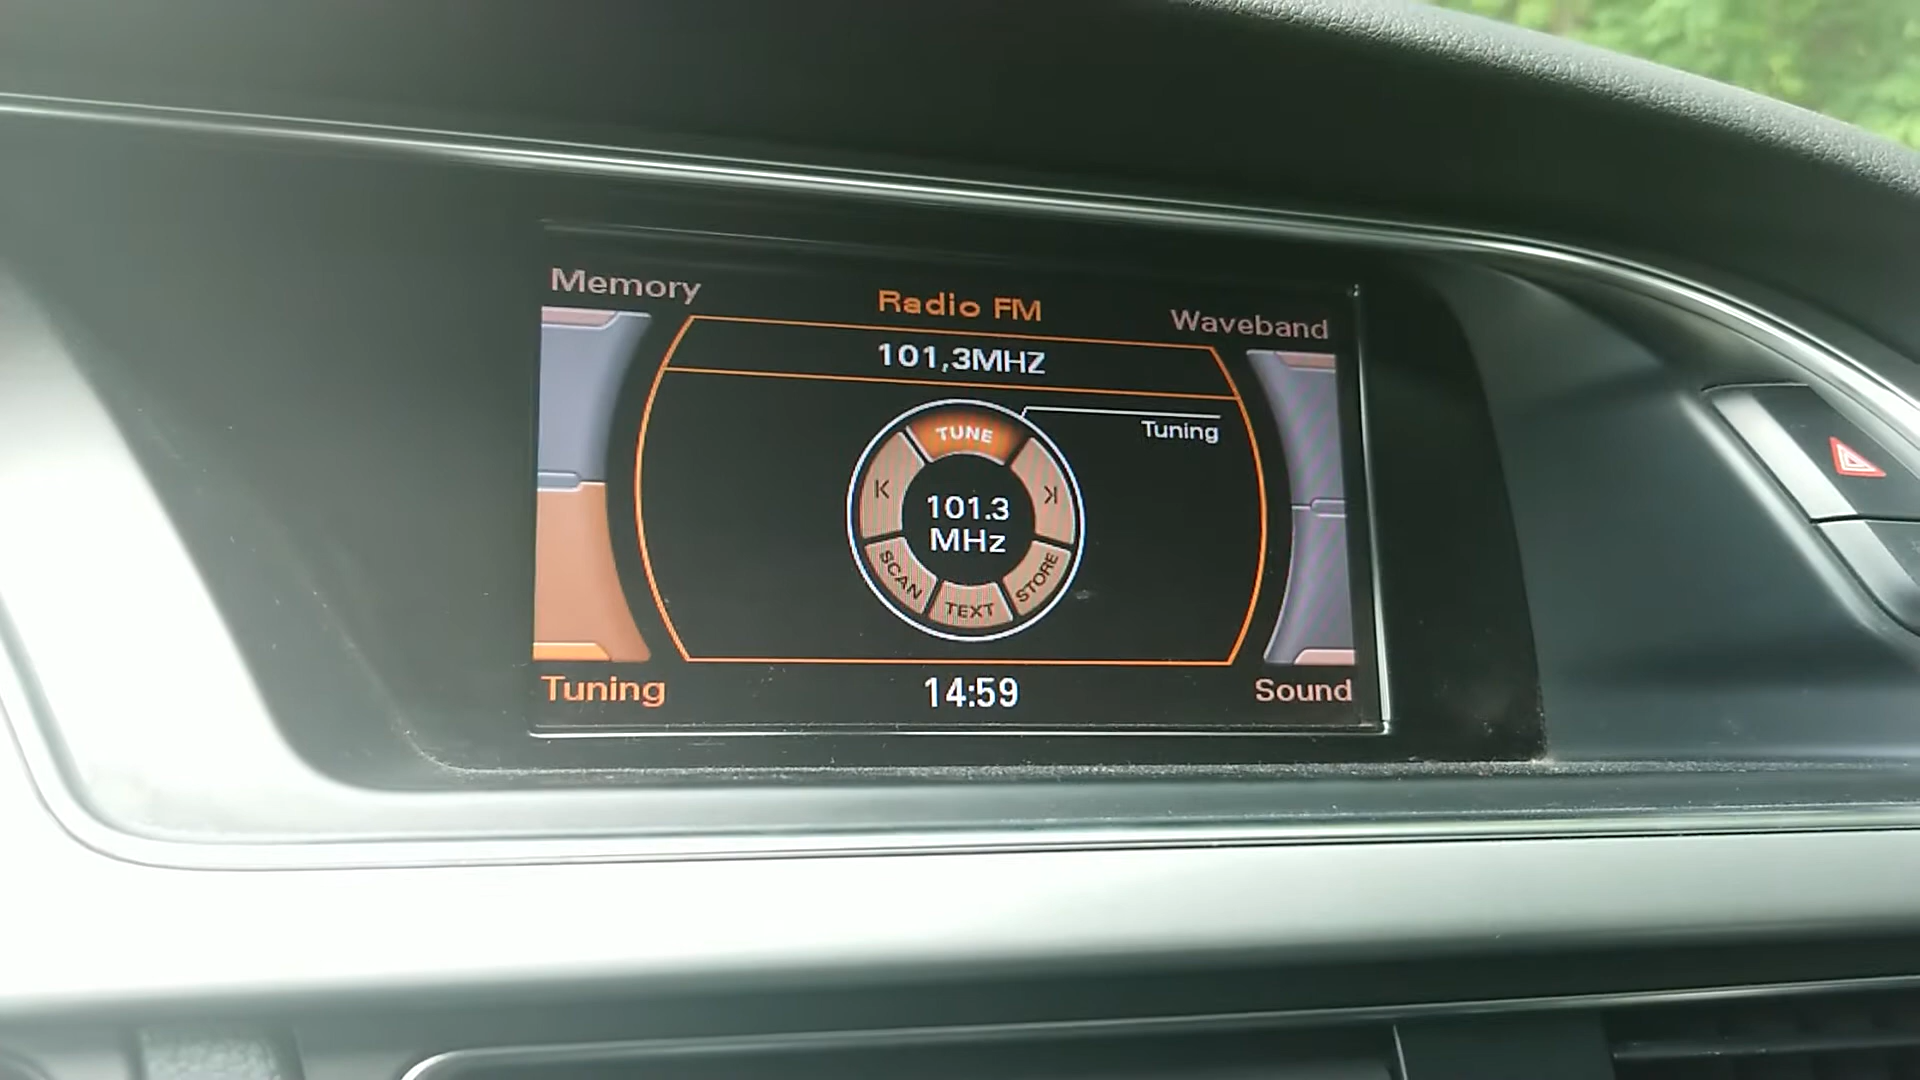 Memory
Radio FM
Waveband
101,3MHZ
TUNE
Tuning
101.3
MHz
SCAN
TEXT
STORE
Tuning
14:59
Sound